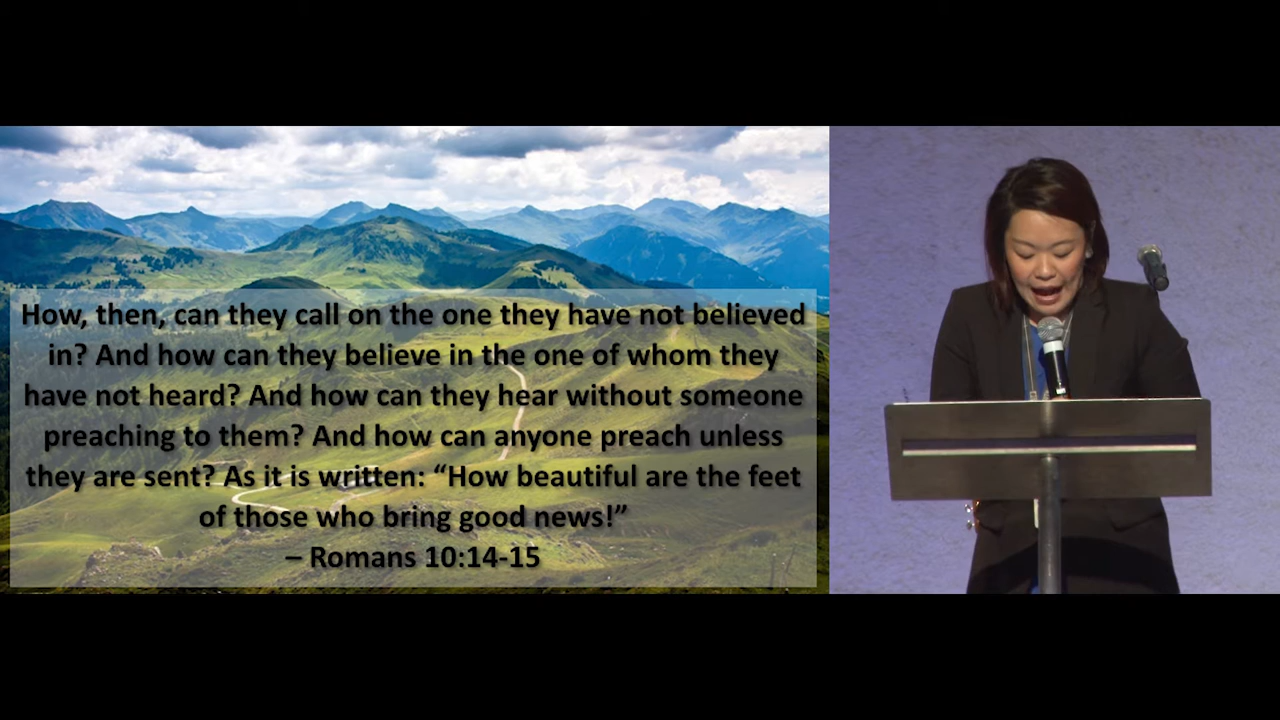 How, then, can they call on the one they have not believed
in? And how can they believe in the one of whom they
have not heard? And how can they hear without someone
preaching to them? And how can anyone preach unless
they are sent? As it is written: “How beautiful are the feet
of those who bring good news!”
– Romans 10:14-15